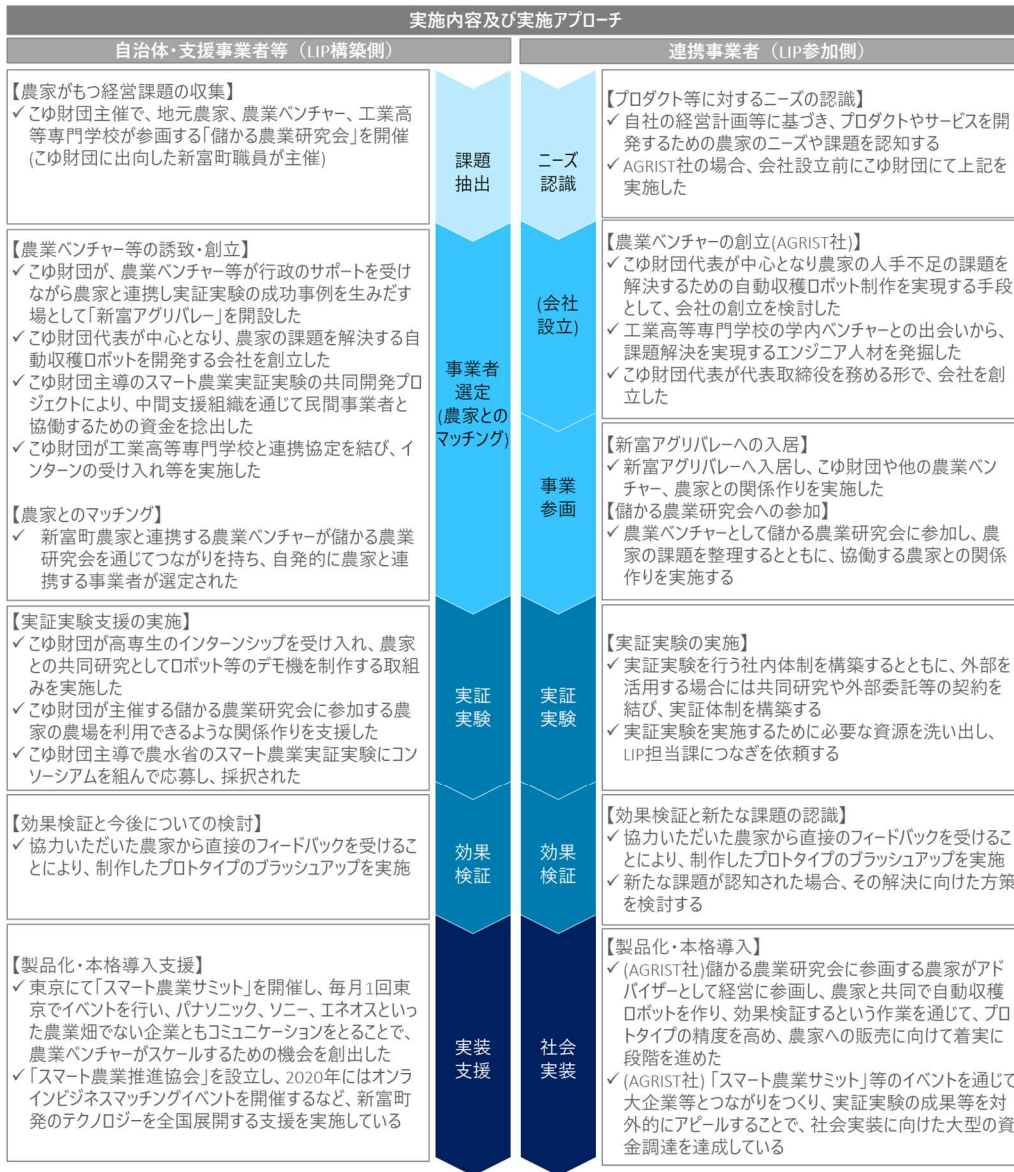 実施内容及び実施アプローチ
自治体・支援事業者等（LIP構築側）
連携事業者（LIP参加側）
【農家がもつ経営課題の収集】
✓ こゆ財団主催で、地元農家、農業ベンチャー、工業高
等専門学校が参画する「儲かる農業研究会」を開催
(こゆ財団に出向した新富町職員が主催)
課題
抽出
ニーズ
認識
【プロダクト等に対するニーズの認識】
✓ 自社の経営計画等に基づき、プロダクトやサービスを開
発するための農家のニーズや課題を認知する
✓ AGRIST社の場合、会社設立前にこゆ財団にて上記を
実施した
【農業ベンチャー等の誘致・創立】
✓ こゆ財団が、農業ベンチャー等が行政のサポートを受け
ながら農家と連携し実証実験の成功事例を生みだす
場として「新富アグリバレー」を開設した
✓ こゆ財団代表が中心となり、農家の課題を解決する自
動収穫ロボットを開発する会社を創立した
✓ こゆ財団主導のスマート農業実証実験の共同開発プロ
ジェクトにより、中間支援組織を通じて民間事業者と
協働するための資金を捻出した
✓ こゆ財団が工業高等専門学校と連携協定を結び、イ
ンターンの受け入れ等を実施した
【農家とのマッチング】
✓ 新富町農家と連携する農業ベンチャーが儲かる農業
研究会を通じてつながりを持ち、自発的に農家と連
携する事業者が選定された
事業者
選定
(農家との
マッチング)
(会社
設立)
事業
参画
【農業ベンチャーの創立(AGRIST社)】
✓ こゆ財団代表が中心となり農家の人手不足の課題を
解決するための自動収穫ロボット制作を実現する手段
として、会社の創立を検討した
✓ 工業高等専門学校の学内ベンチャーとの出会いから、
課題解決を実現するエンジニア人材を発掘した
✓ こゆ財団代表が代表取締役を務める形で、会社を創
立した
【新富アグリバレーへの入居】
✓ 新富アグリバレーへ入居し、こゆ財団や他の農業ベン
チャー、農家との関係作りを実施した
【儲かる農業研究会への参加】
✓ 農業ベンチャーとして儲かる農業研究会に参加し、農
家の課題を整理するとともに、協働する農家との関係
作りを実施する
【実証実験支援の実施】
✓ こゆ財団が高専生のインターンシップを受け入れ、農家
との共同研究としてロボット等のデモ機を制作する取組
みを実施した
✓ こゆ財団が主催する儲かる農業研究会に参加する農
家の農場を利用できるような関係作りを支援した
✓ こゆ財団主導で農水省のスマート農業実証実験にコン
ソーシアムを組んで応募し、採択された
実証
実験
実証
実験
【実証実験の実施】
✓ 実証実験を行う社内体制を構築するとともに、外部を
活用する場合には共同研究や外部委託等の契約を
結び、実証体制を構築する
✓ 実証実験を実施するために必要な資源を洗い出し、
LIP担当課につなぎを依頼する
【効果検証と今後についての検討】
✓ 協力いただいた農家から直接のフィードバックを受けるこ
とにより、制作したプロトタイプのブラッシュアップを実施
効果
検証
効果
検証
【効果検証と新たな課題の認識】
✓ 協力いただいた農家から直接のフィードバックを受けるこ
とにより、制作したプロトタイプのブラッシュアップを実施
✓ 新たな課題が認知された場合、その解決に向けた方策
を検討する
【製品化・本格導入支援】
✓ 東京にて「スマート農業サミット」を開催し、毎月1回東
京でイベントを行い、パナソニック、ソニー、エネオスといっ
た農業畑でない企業ともコミュニケーションをとることで、
農業ベンチャーがスケールするための機会を創出した
✓ 「スマート農業推進協会」を設立し、2020年にはオンラ
インビジネスマッチングイベントを開催するなど、新富町
発のテクノロジーを全国展開する支援を実施している
実装
支援
社会
実装
【製品化・本格導入】
✓ (AGRIST社)儲かる農業研究会に参画する農家がアド
バイザーとして経営に参画し、農家と共同で自動収穫
ロボットを作り、効果検証するという作業を通じて、プロ
トタイプの精度を高め、農家への販売に向けて着実に
段階を進めた
✓ (AGRIST社) 「スマート農業サミット」等のイベントを通じて
大企業等とつながりをつくり、実証実験の成果等を対
外的にアピールすることで、社会実装に向けた大型の資
金調達を達成している